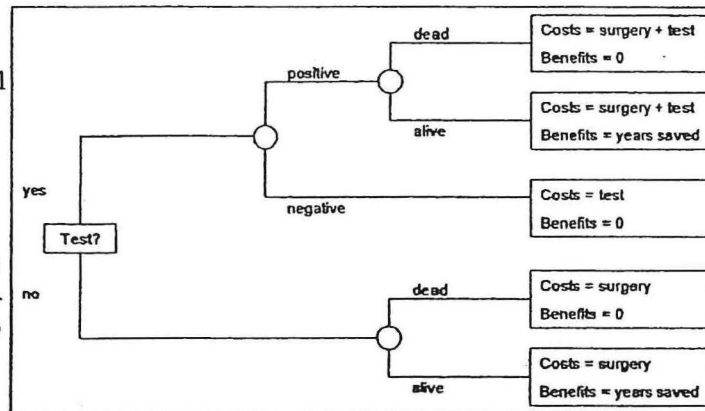 dead
Costs = surgery + test
Benefits = 0
positive
alive
Costs = surgery + test
Benefits = years saved
yes
negative
Costs = test
Benefits = 0
Test?
no
dead
Costs = surgery
Benefits = 0
alive
Costs = surgery
Benefits = years saved